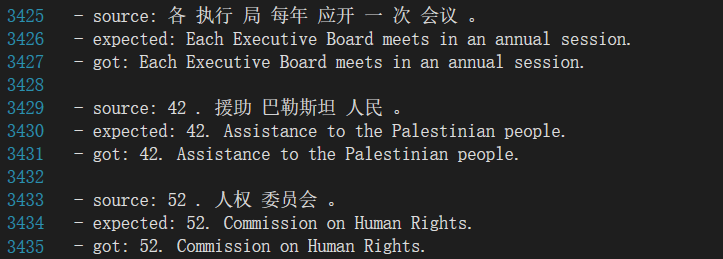 3425 - source: 各 执行 局 每年 应开 一 次 会议 。
3426 - expected: Each Executive Board meets in an annual session.
3427 - got: Each Executive Board meets in an annual session.
3428
3429 - source: 42 . 援助 巴勒斯坦 人民 。
3430 - expected: 42. Assistance to the Palestinian people.
3431 - got: 42. Assistance to the Palestinian people.
3432
3433 - source: 52 . 人权 委员会 。
3434 - expected: 52. Commission on Human Rights.
3435 - got: 52. Commission on Human Rights.